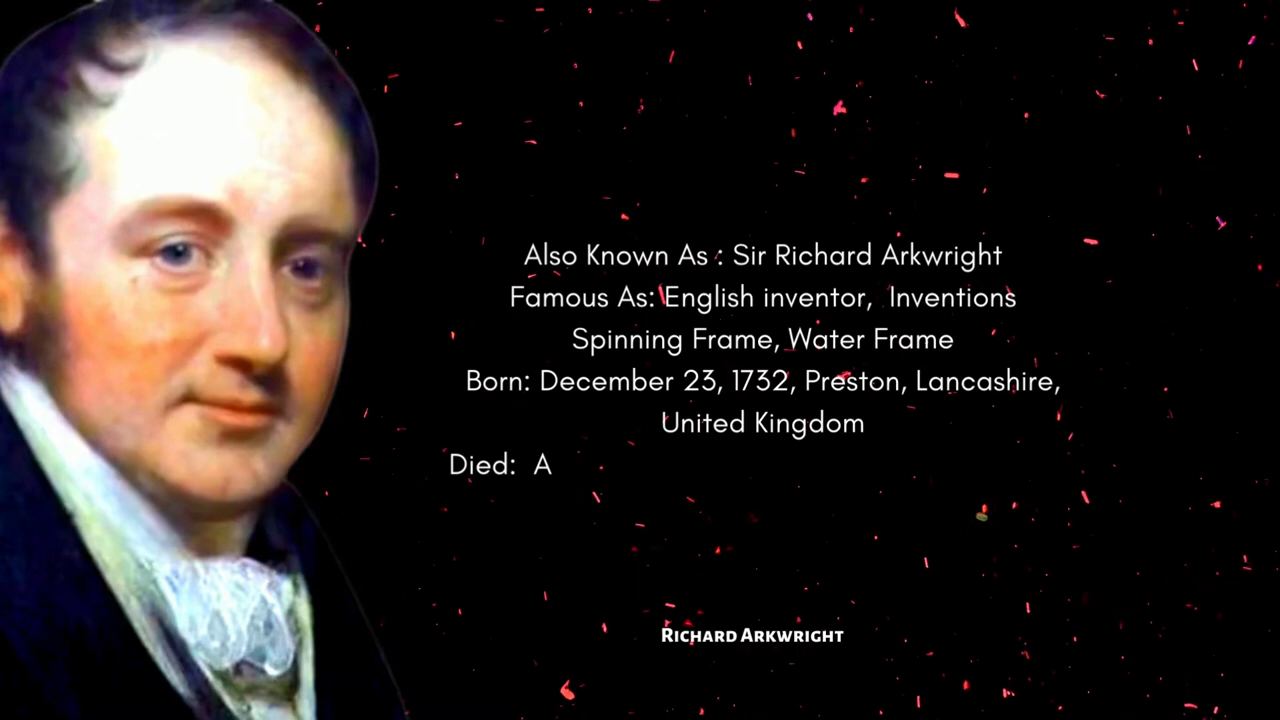 Also Known As : Sir Richard Arkwright
Famous As: English inventor,  Inventions
Spinning Frame, Water Frame
Born: December 23, 1732, Preston, Lancashire,
United Kingdom
Died:  A
Richard Arkwright